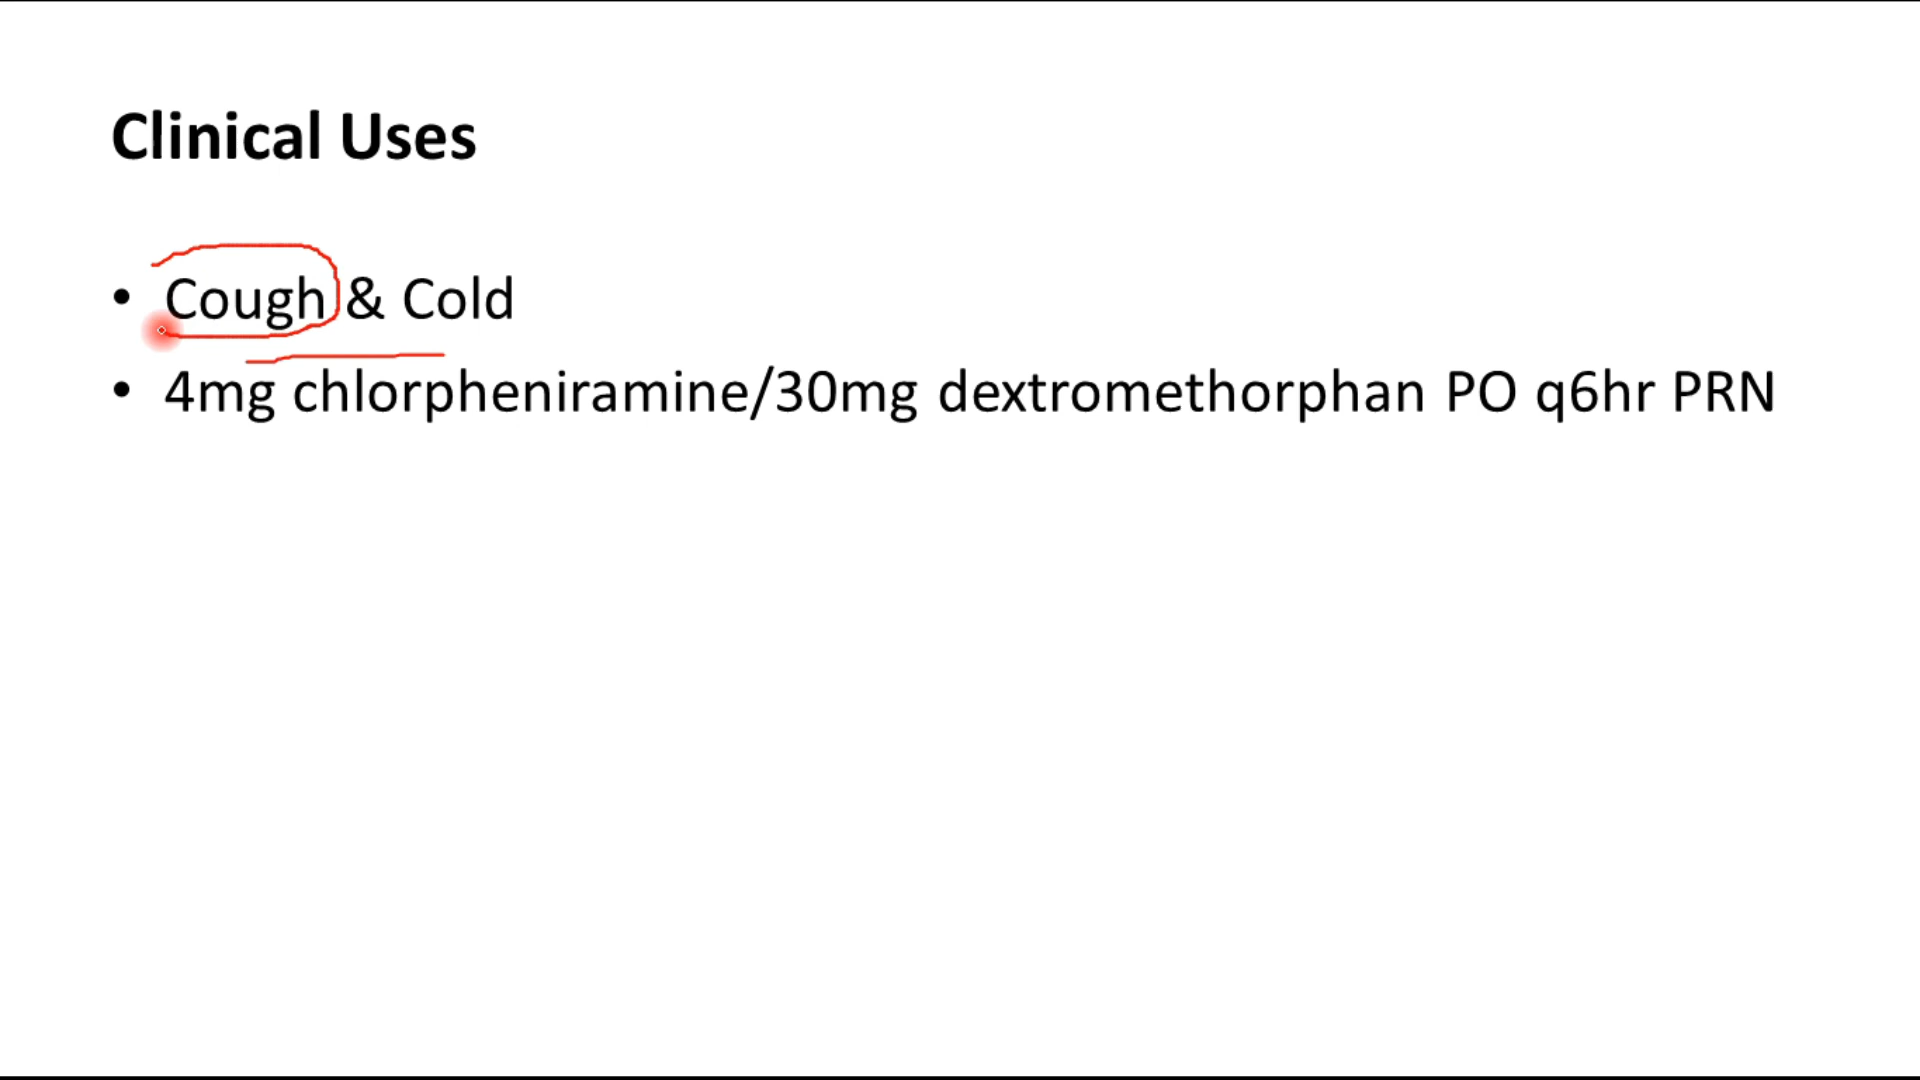 Clinical Uses
• Cough & Cold
• 4mg chlorpheniramine/30mg dextromethorphan PO q6hr PRN